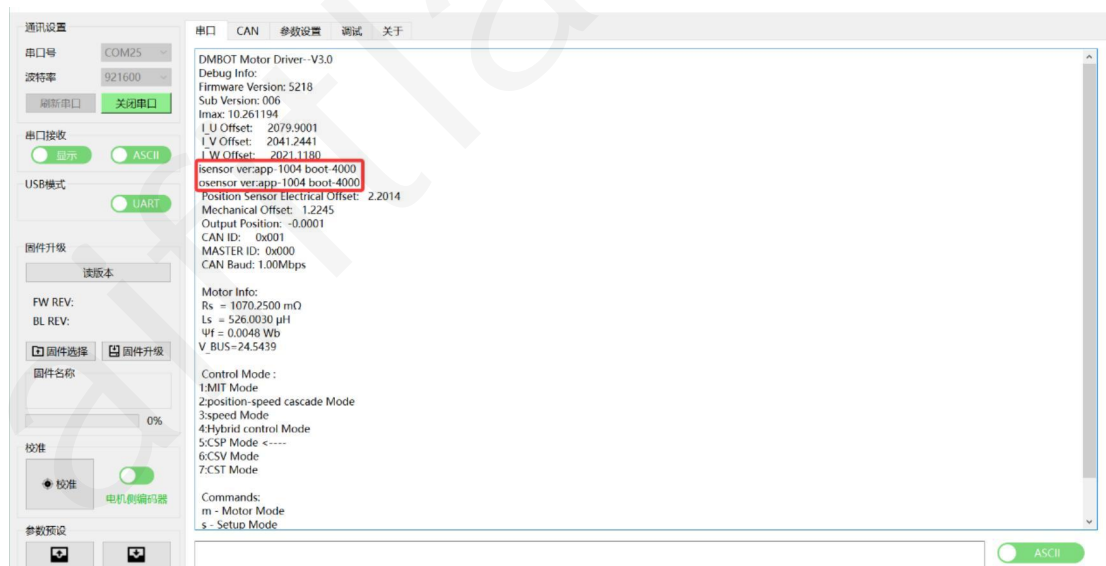 通讯设置
串口号 COM25
波特率 921600
刷新串口 关闭串口
串口接收
显示 ASCII
USB模式
UART
固件升级
读版本
FW REV:
BL REV:
固件选择 固件升级
固件名称
0%
校准
校准
电机侧编码器
参数预设
串口 CAN 参数设置 调试 关于
DMBOT Motor Driver--V3.0
Debug Info:
Firmware Version: 5218
Sub Version: 006
Imax: 10.261194
I_U Offset: 2079.9001
I_V Offset: 2041.2441
I_W Offset: 2021.1180
isensor ver:app-1004 boot-4000
osensor ver:app-1004 boot-4000
Position Sensor Electrical Offset: 2.2014
Mechanical Offset: 1.2245
Output Position: -0.0001
CAN ID: 0x001
MASTER ID: 0x000
CAN Baud: 1.00Mbps
Motor Info:
Rs = 1070.2500 mΩ
Ls = 526.0030 μH
Ψf = 0.0048 Wb
V_BUS=24.5439
Control Mode :
1:MIT Mode
2:position-speed cascade Mode
3:speed Mode
4:Hybrid control Mode
5:CSP Mode <----
6:CSV Mode
7:CST Mode
Commands:
m - Motor Mode
s - Setup Mode
ASCII